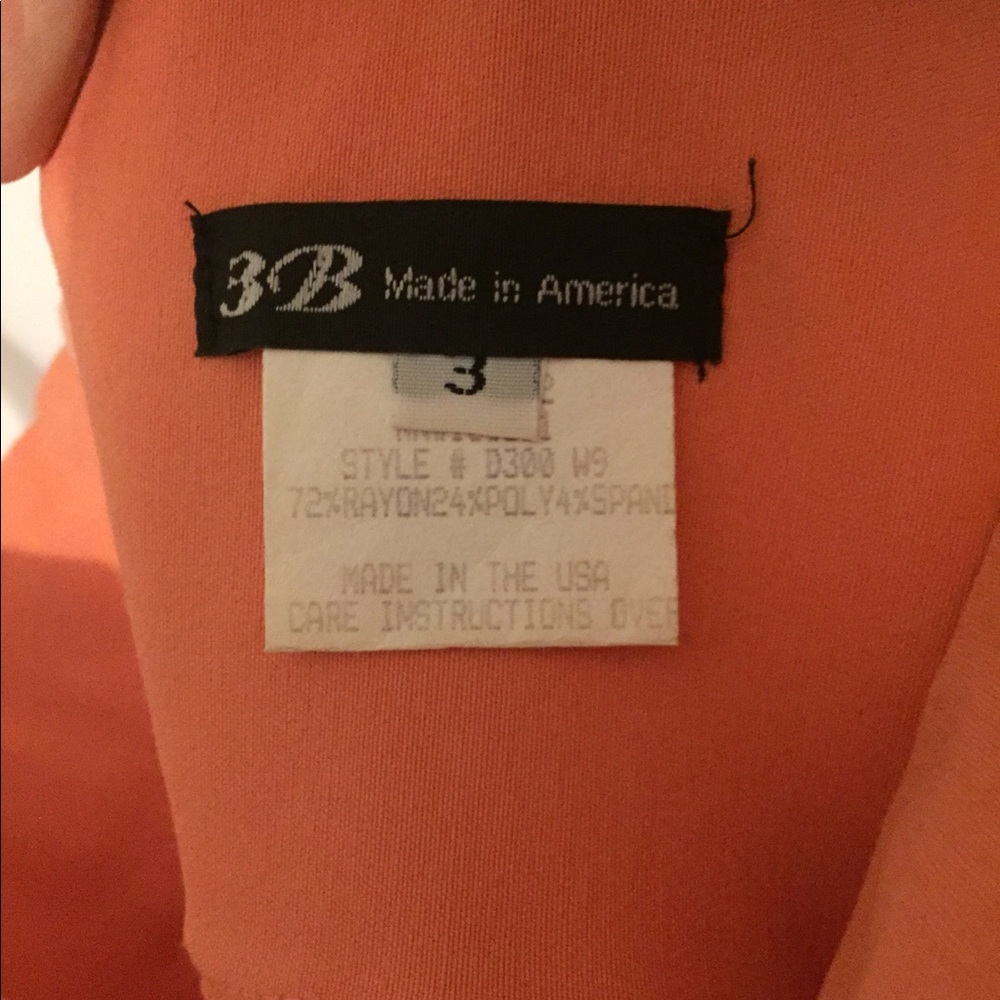 3B Made in America
3
STYLE # D300 W9
72%RAYON24%POLY4%SPAND
MADE IN THE USA
CARE INSTRUCTIONS OVER